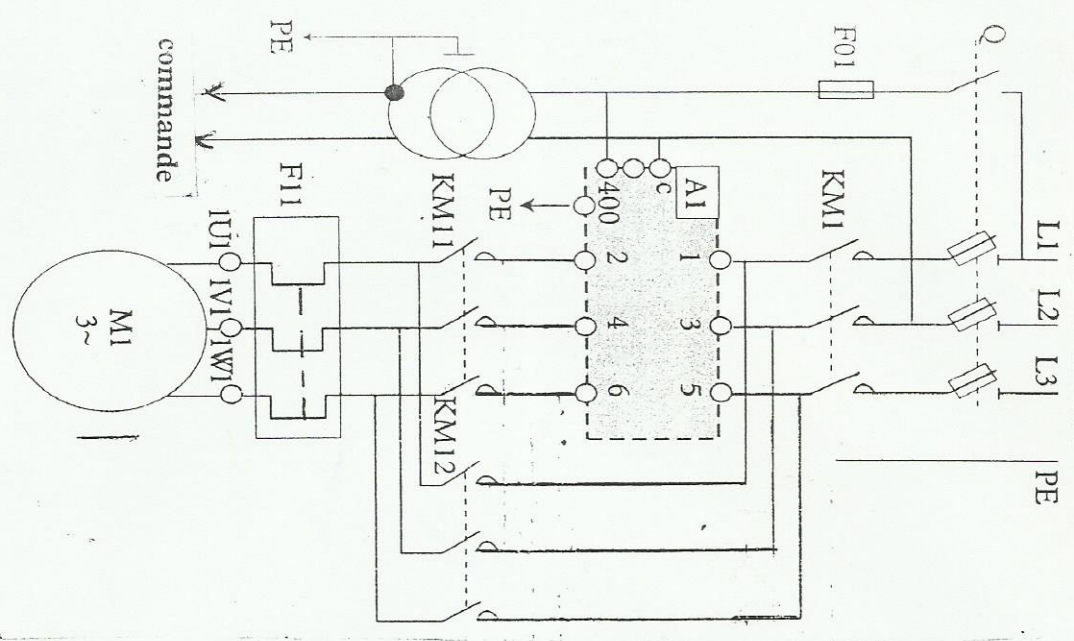 L1 L2 L3 PE
Q
F01
KM1
PE
A1
1 3 5
c
400
2 4 6
PE
KM11
KM12
commande
F11
1U1 1V1 1W1
M1
3~